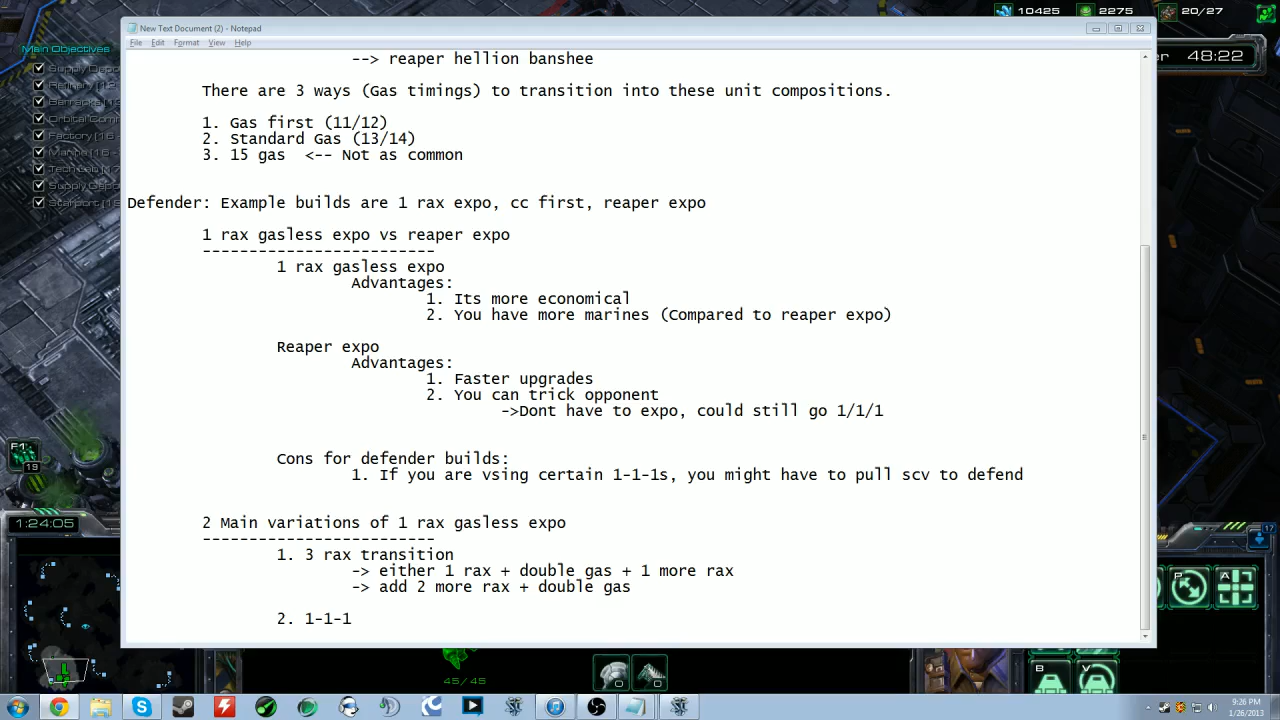 10425 2275 20/27
New Text Document (2) - Notepad
File Edit Format View Help
Main Objectives
48:22
--> reaper hellion banshee
There are 3 ways (Gas timings) to transition into these unit compositions.
1. Gas first (11/12)
2. Standard Gas (13/14)
3. 15 gas <-- Not as common
Defender: Example builds are 1 rax expo, cc first, reaper expo
1 rax gasless expo vs reaper expo
-------------------------
1 rax gasless expo
Advantages:
1. Its more economical
2. You have more marines (Compared to reaper expo)
Reaper expo
Advantages:
1. Faster upgrades
2. You can trick opponent
->Dont have to expo, could still go 1/1/1
Cons for defender builds:
1. If you are vsing certain 1-1-1s, you might have to pull scv to defend
2 Main variations of 1 rax gasless expo
-------------------------
1. 3 rax transition
-> either 1 rax + double gas + 1 more rax
-> add 2 more rax + double gas
2. 1-1-1
F1
19
1:24:05
17
P A
B V
45/45
9:26 PM
1/26/2013